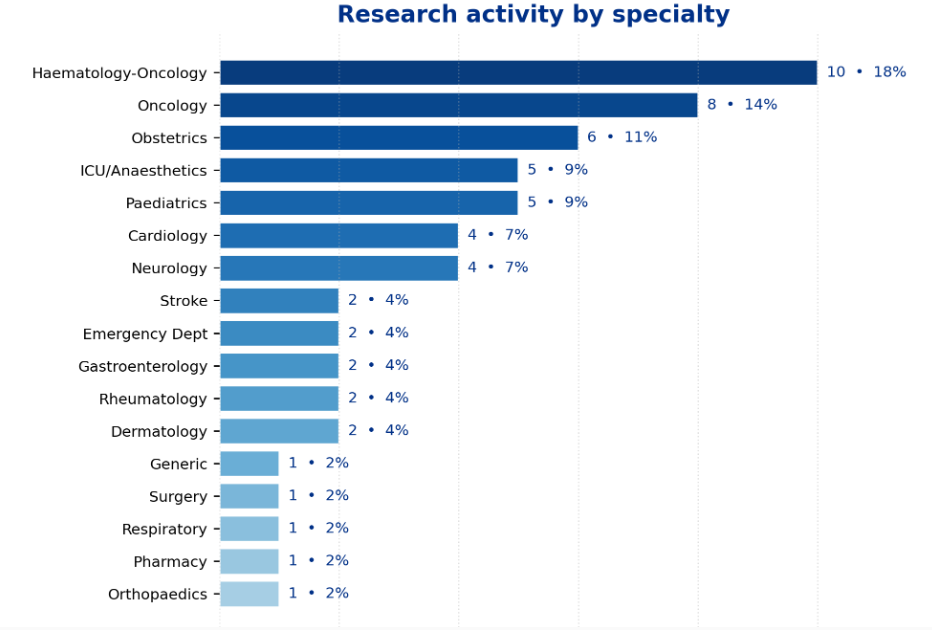 Research activity by specialty
Haematology-Oncology 10 • 18%
Oncology 8 • 14%
Obstetrics 6 • 11%
ICU/Anaesthetics 5 • 9%
Paediatrics 5 • 9%
Cardiology 4 • 7%
Neurology 4 • 7%
Stroke 2 • 4%
Emergency Dept 2 • 4%
Gastroenterology 2 • 4%
Rheumatology 2 • 4%
Dermatology 2 • 4%
Generic 1 • 2%
Surgery 1 • 2%
Respiratory 1 • 2%
Pharmacy 1 • 2%
Orthopaedics 1 • 2%